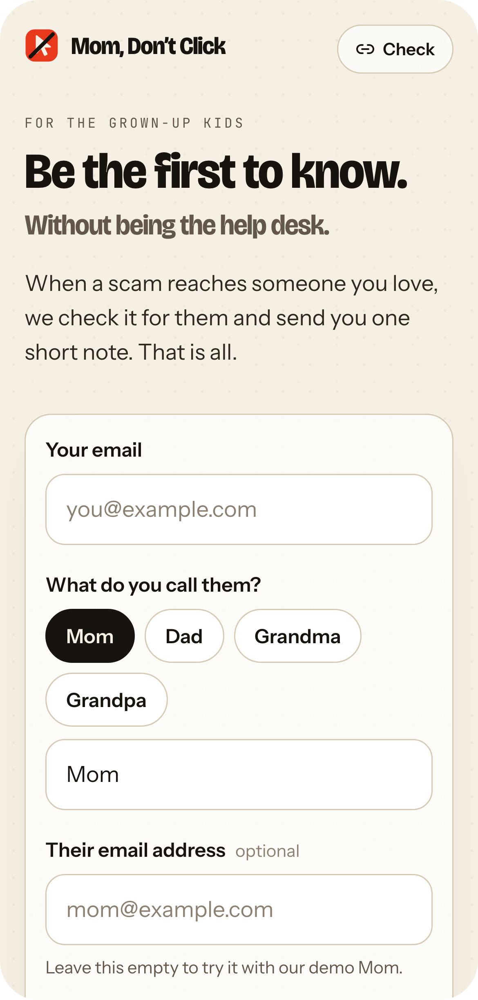 Mom, Don't Click
Check
FOR THE GROWN-UP KIDS
Be the first to know.
Without being the help desk.
When a scam reaches someone you love,
we check it for them and send you one
short note. That is all.
Your email
you@example.com
What do you call them?
Mom Dad Grandma
Grandpa
Mom
Their email address optional
mom@example.com
Leave this empty to try it with our demo Mom.